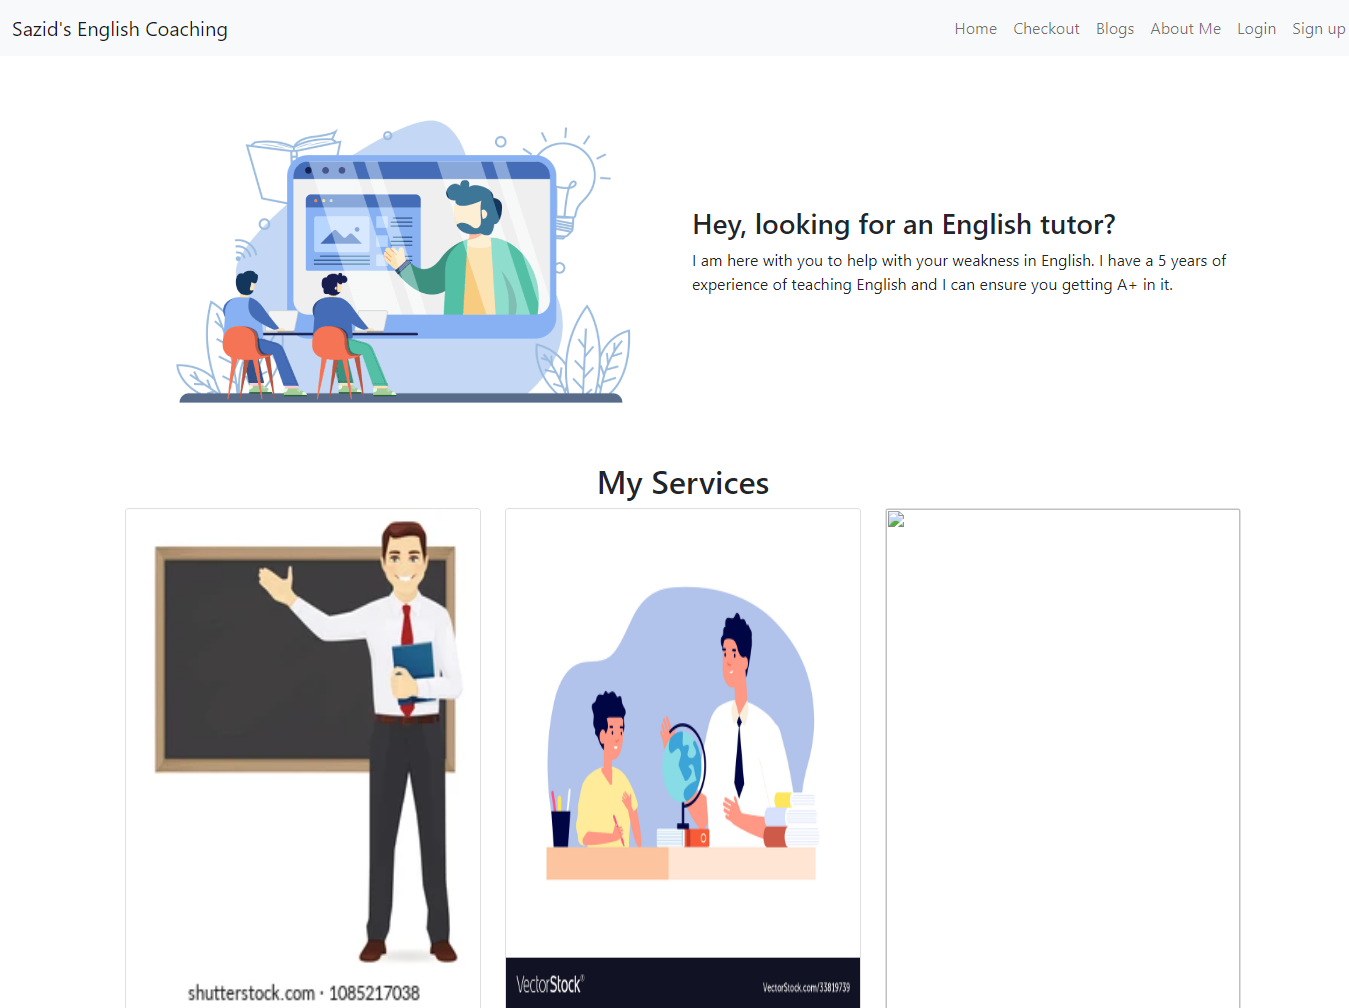 Sazid's English Coaching
Home Checkout Blogs About Me Login Sign up
Hey, looking for an English tutor?
I am here with you to help with your weakness in English. I have a 5 years of
experience of teaching English and I can ensure you getting A+ in it.
My Services
shutterstock.com · 1085217038
VectorStock®
VectorStock.com/33819739